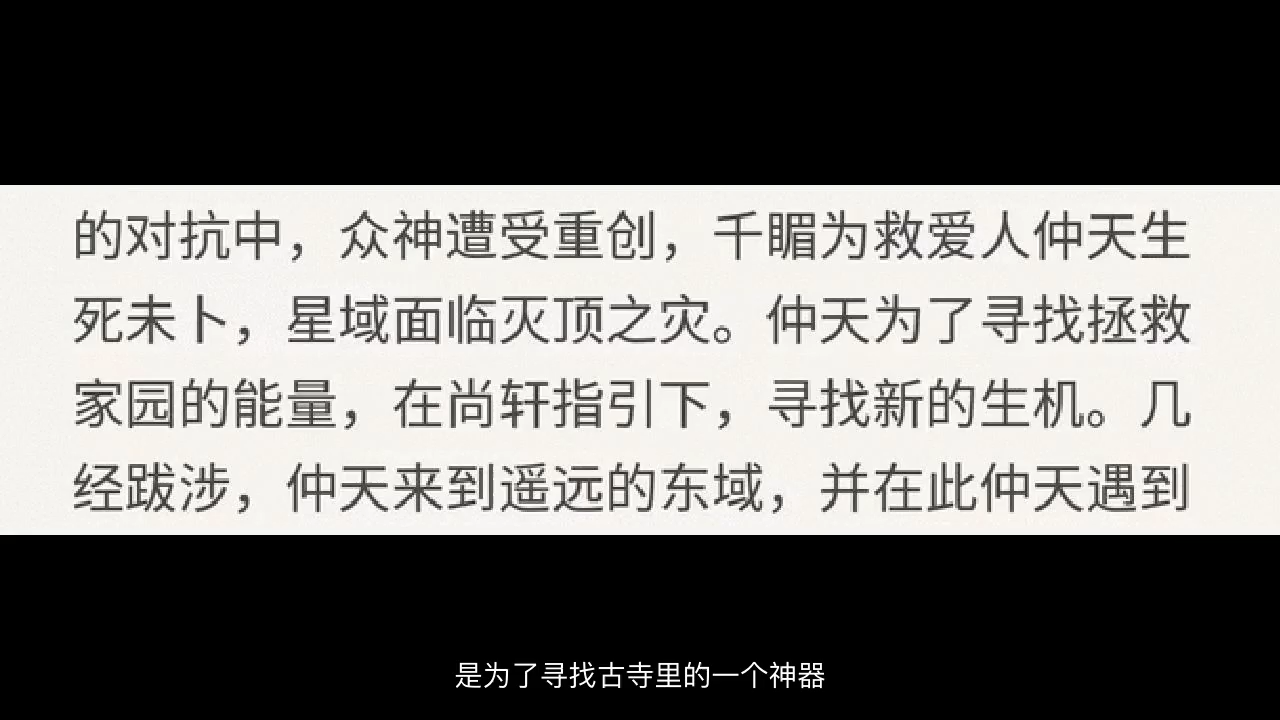 的对抗中，众神遭受重创，千䁲为救爱人仲天生
死未卜，星域面临灭顶之灾。仲天为了寻找拯救
家园的能量，在尚轩指引下，寻找新的生机。几
经跋涉，仲天来到遥远的东域，并在此仲天遇到
是为了寻找古寺里的一个神器